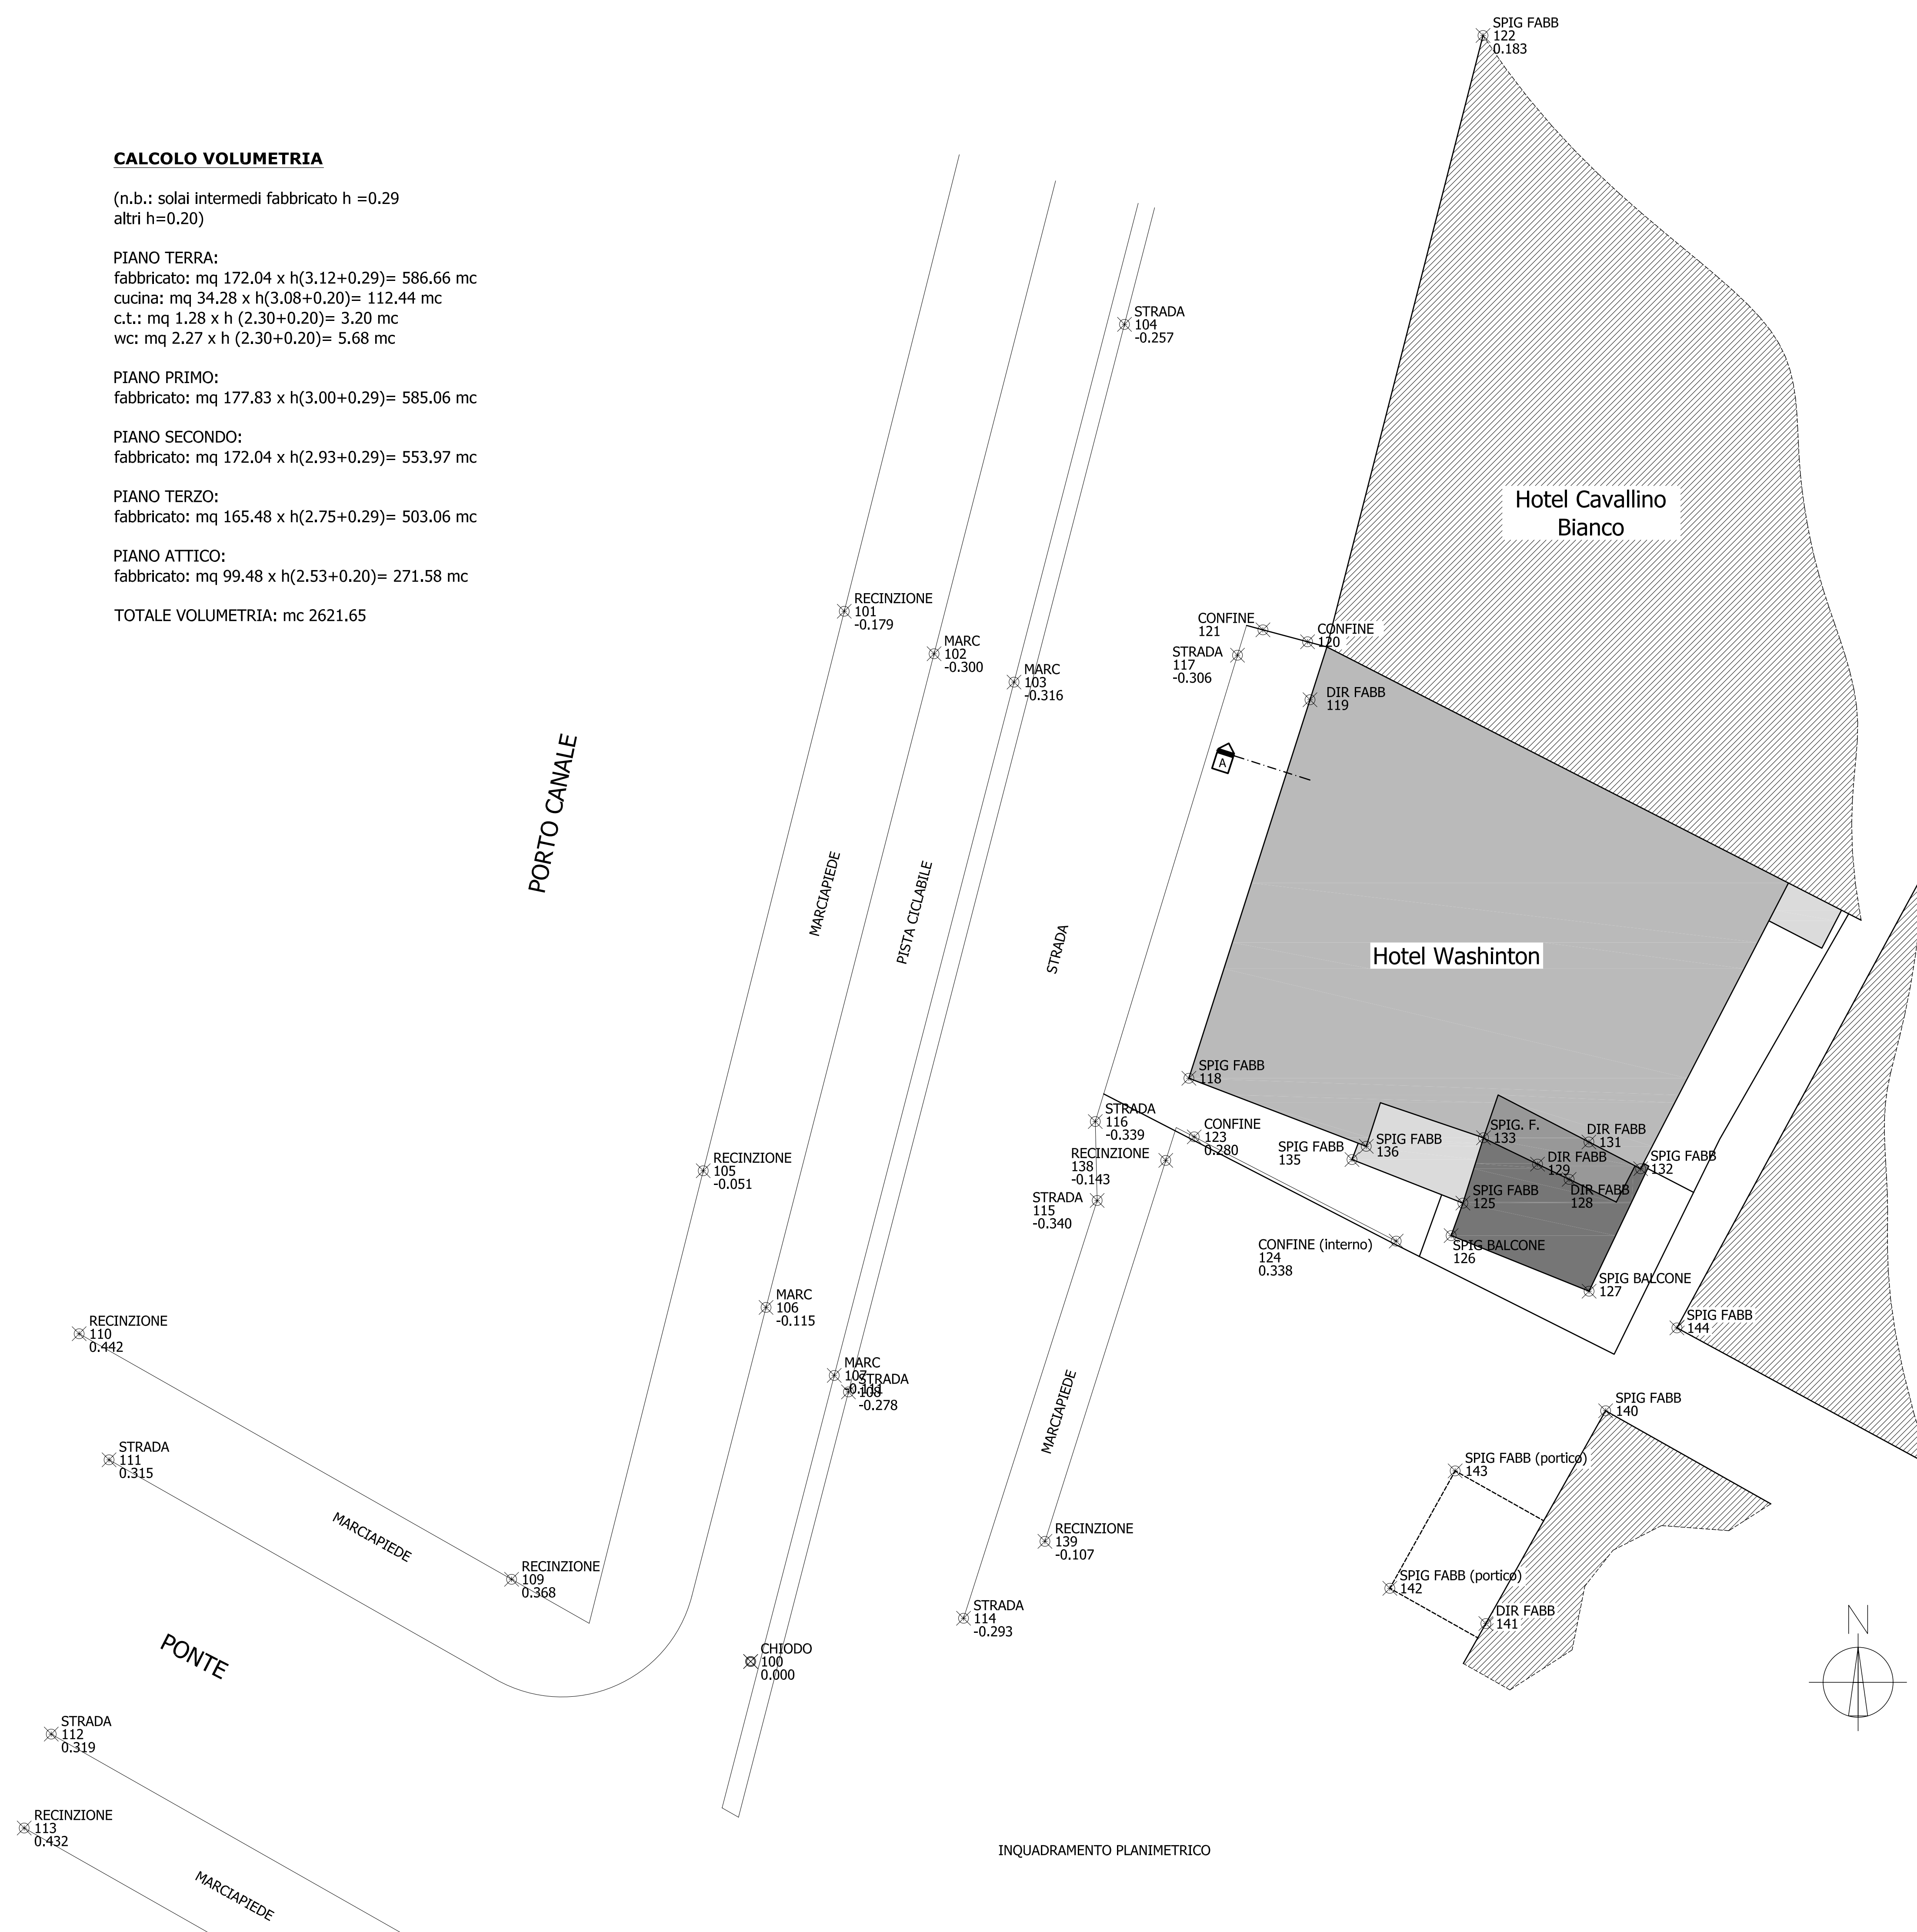 SPIG FABB
122
0.183
CALCOLO VOLUMETRIA
(n.b.: solai intermedi fabbricato h =0.29
altri h=0.20)
PIANO TERRA:
fabbricato: mq 172.04 x h(3.12+0.29)= 586.66 mc
cucina: mq 34.28 x h(3.08+0.20)= 112.44 mc
c.t.: mq 1.28 x h (2.30+0.20)= 3.20 mc
wc: mq 2.27 x h (2.30+0.20)= 5.68 mc
PIANO PRIMO:
fabbricato: mq 177.83 x h(3.00+0.29)= 585.06 mc
PIANO SECONDO:
fabbricato: mq 172.04 x h(2.93+0.29)= 553.97 mc
PIANO TERZO:
fabbricato: mq 165.48 x h(2.75+0.29)= 503.06 mc
PIANO ATTICO:
fabbricato: mq 99.48 x h(2.53+0.20)= 271.58 mc
TOTALE VOLUMETRIA: mc 2621.65
STRADA
104
-0.257
Hotel Cavallino
Bianco
RECINZIONE
101
-0.179
MARC
102
-0.300
MARC
103
-0.316
CONFINE
121
CONFINE
120
STRADA
117
-0.306
DIR FABB
119
A
PORTO CANALE
MARCIAPIEDE
PISTA CICLABILE
STRADA
Hotel Washinton
SPIG FABB
118
STRADA
116
-0.339
CONFINE
123
0.280
RECINZIONE
138
-0.143
STRADA
115
-0.340
SPIG FABB
135
SPIG FABB
136
SPIG. F.
133
DIR FABB
131
DIR FABB
129
SPIG FABB
132
DIR FABB
128
SPIG FABB
125
SPIG BALCONE
126
CONFINE (interno)
124
0.338
SPIG BALCONE
127
SPIG FABB
144
RECINZIONE
105
-0.051
MARC
106
-0.115
MARC
107
-0.111
STRADA
108
-0.278
RECINZIONE
110
0.442
STRADA
111
0.315
MARCIAPIEDE
RECINZIONE
109
0.368
MARCIAPIEDE
SPIG FABB
140
SPIG FABB (portico)
143
SPIG FABB (portico)
142
DIR FABB
141
RECINZIONE
139
-0.107
STRADA
114
-0.293
CHIODO
100
0.000
PONTE
STRADA
112
0.319
RECINZIONE
113
0.432
MARCIAPIEDE
N
INQUADRAMENTO PLANIMETRICO